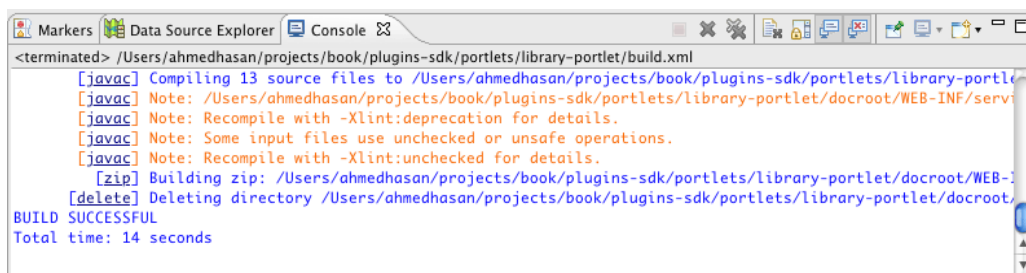 Markers Data Source Explorer Console
<terminated> /Users/ahmedhasan/projects/book/plugins-sdk/portlets/library-portlet/build.xml
[javac] Compiling 13 source files to /Users/ahmedhasan/projects/book/plugins-sdk/portlets/library-portle
[javac] Note: /Users/ahmedhasan/projects/book/plugins-sdk/portlets/library-portlet/docroot/WEB-INF/servi
[javac] Note: Recompile with -Xlint:deprecation for details.
[javac] Note: Some input files use unchecked or unsafe operations.
[javac] Note: Recompile with -Xlint:unchecked for details.
[zip] Building zip: /Users/ahmedhasan/projects/book/plugins-sdk/portlets/library-portlet/docroot/WEB-I
[delete] Deleting directory /Users/ahmedhasan/projects/book/plugins-sdk/portlets/library-portlet/docroot/
BUILD SUCCESSFUL
Total time: 14 seconds